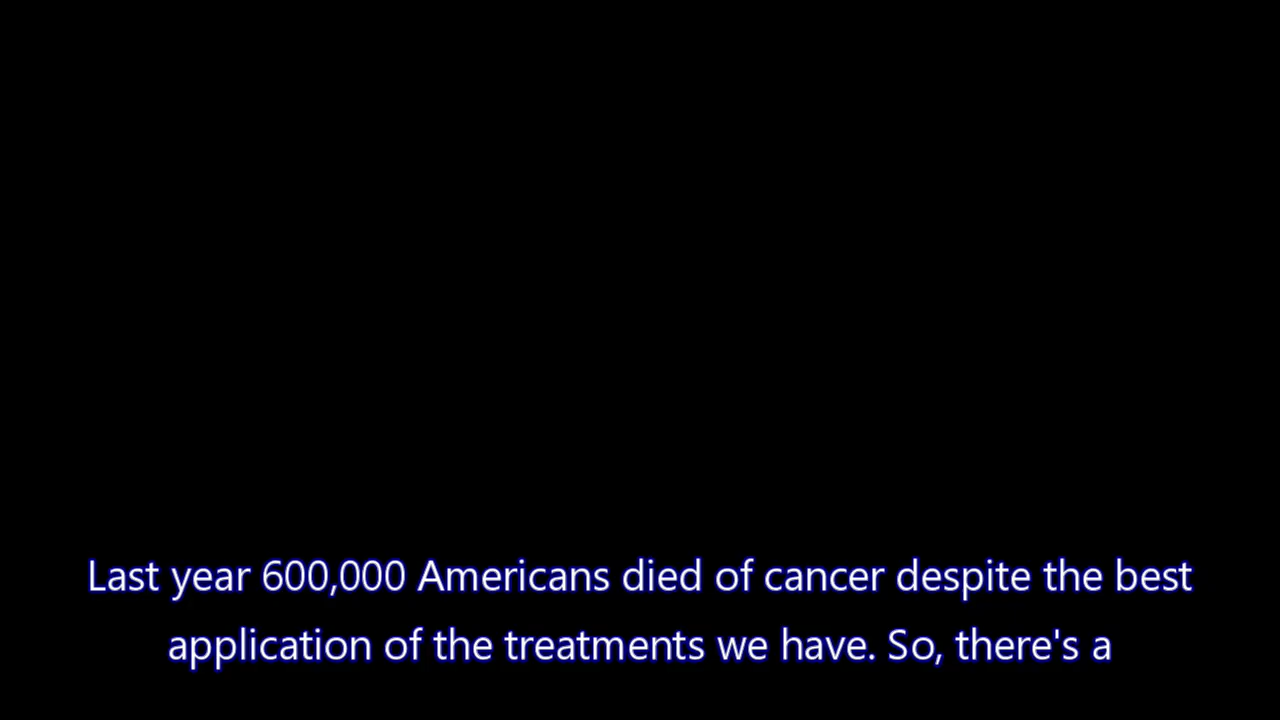 Last year 600,000 Americans died of cancer despite the best
application of the treatments we have. So, there's a